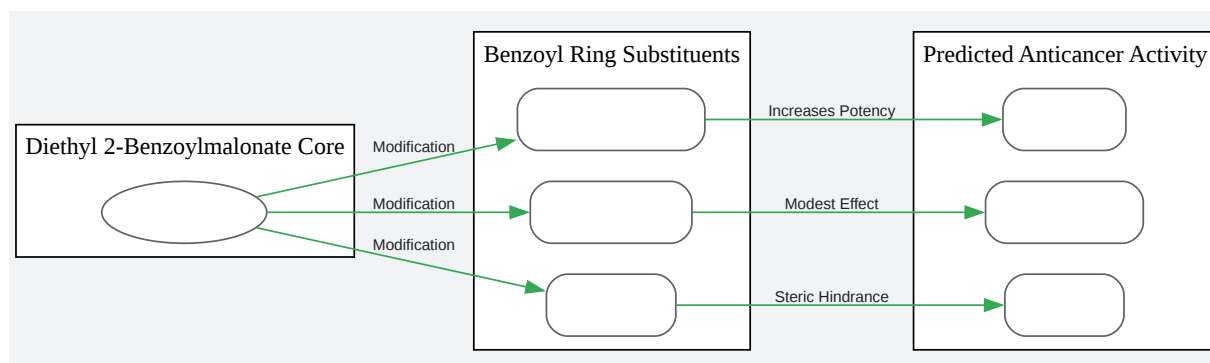 Diethyl 2-Benzoylmalonate Core
Benzoyl Ring Substituents
Predicted Anticancer Activity
Modification
Modification
Modification
Increases Potency
Modest Effect
Steric Hindrance